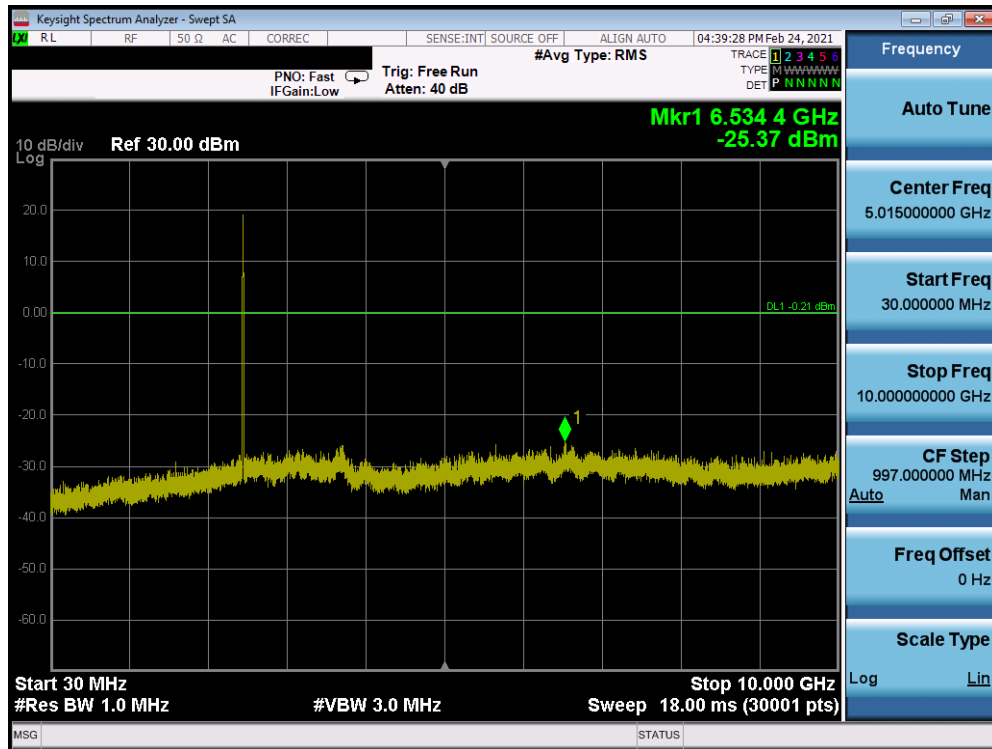 Keysight Spectrum Analyzer - Swept SA
LXI RL RF 50 Ω AC CORREC SENSE:INT SOURCE OFF ALIGN AUTO 04:39:28 PM Feb 24, 2021
#Avg Type: RMS
PNO: Fast
IFGain:Low
Trig: Free Run
Atten: 40 dB
TRACE 1 2 3 4 5 6
TYPE M W W W W W
DET P N N N N N
Mkr1 6.534 4 GHz
-25.37 dBm
10 dB/div
Log
Ref 30.00 dBm
20.0
10.0
0.00
DL1 -0.21 dBm
-10.0
-20.0
1
-30.0
-40.0
-50.0
-60.0
Start 30 MHz
Stop 10.000 GHz
#Res BW 1.0 MHz
#VBW 3.0 MHz
Sweep 18.00 ms (30001 pts)
MSG
STATUS
Frequency
Auto Tune
Center Freq
5.015000000 GHz
Start Freq
30.000000 MHz
Stop Freq
10.000000000 GHz
CF Step
997.000000 MHz
Auto Man
Freq Offset
0 Hz
Scale Type
Log Lin